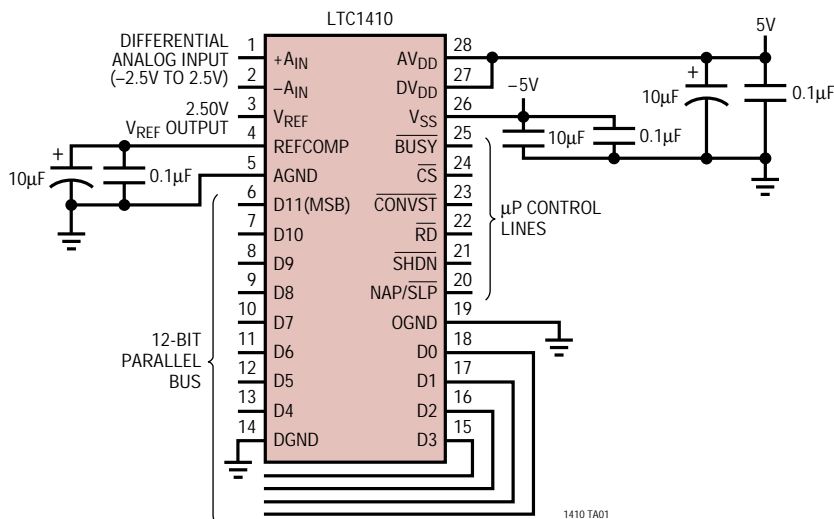 LTC1410
DIFFERENTIAL
ANALOG INPUT
(–2.5V TO 2.5V)
2.50V
VREF OUTPUT
10µF
+
0.1µF
12-BIT
PARALLEL
BUS
1 +AIN
2 –AIN
3 VREF
4 REFCOMP
5 AGND
6 D11(MSB)
7 D10
8 D9
9 D8
10 D7
11 D6
12 D5
13 D4
14 DGND
AVDD 28
DVDD 27
VSS 26
BUSY 25
CS 24
CONVST 23
RD 22
SHDN 21
NAP/SLP 20
OGND 19
D0 18
D1 17
D2 16
D3 15
5V
–5V
+
10µF
0.1µF
10µF
0.1µF
µP CONTROL
LINES
1410 TA01